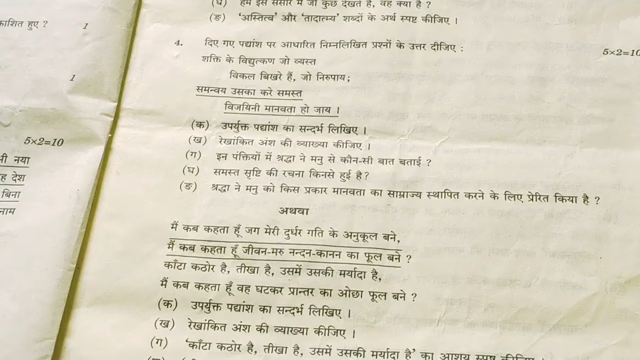 काशित हुए ? 1
1
5×2=10
नी नया
ह देश
बिना
नाम
(घ) हम इस संसार में जो कुछ देखते हैं, वह क्या है ?
(ङ) 'अस्तित्व' और 'तादात्म्य' शब्दों के अर्थ स्पष्ट कीजिए ।
4. दिए गए पद्यांश पर आधारित निम्नलिखित प्रश्नों के उत्तर दीजिए : 5×2=10
शक्ति के विद्युत्कण जो व्यस्त
विकल बिखरे हैं, जो निरुपाय;
समन्वय उसका करे समस्त
विजयिनी मानवता हो जाय ।
(क) उपर्युक्त पद्यांश का सन्दर्भ लिखिए ।
(ख) रेखांकित अंश की व्याख्या कीजिए ।
(ग) इन पंक्तियों में श्रद्धा ने मनु से कौन-सी बात बताई ?
(घ) समस्त सृष्टि की रचना किनसे हुई है ?
(ङ) श्रद्धा ने मनु को किस प्रकार मानवता का साम्राज्य स्थापित करने के लिए प्रेरित किया है ?
अथवा
मैं कब कहता हूँ जग मेरी दुर्धर गति के अनुकूल बने,
मैं कब कहता हूँ जीवन-मरु नन्दन-कानन का फूल बने ?
काँटा कठोर है, तीखा है, उसमें उसकी मर्यादा है,
मैं कब कहता हूँ वह घटकर प्रान्तर का ओछा फूल बने ?
(क) उपर्युक्त पद्यांश का सन्दर्भ लिखिए ।
(ख) रेखांकित अंश की व्याख्या कीजिए ।
(ग) 'काँटा कठोर है, तीखा है, उसमें उसकी मर्यादा है' का आशय स्पष्ट कीजिए ।